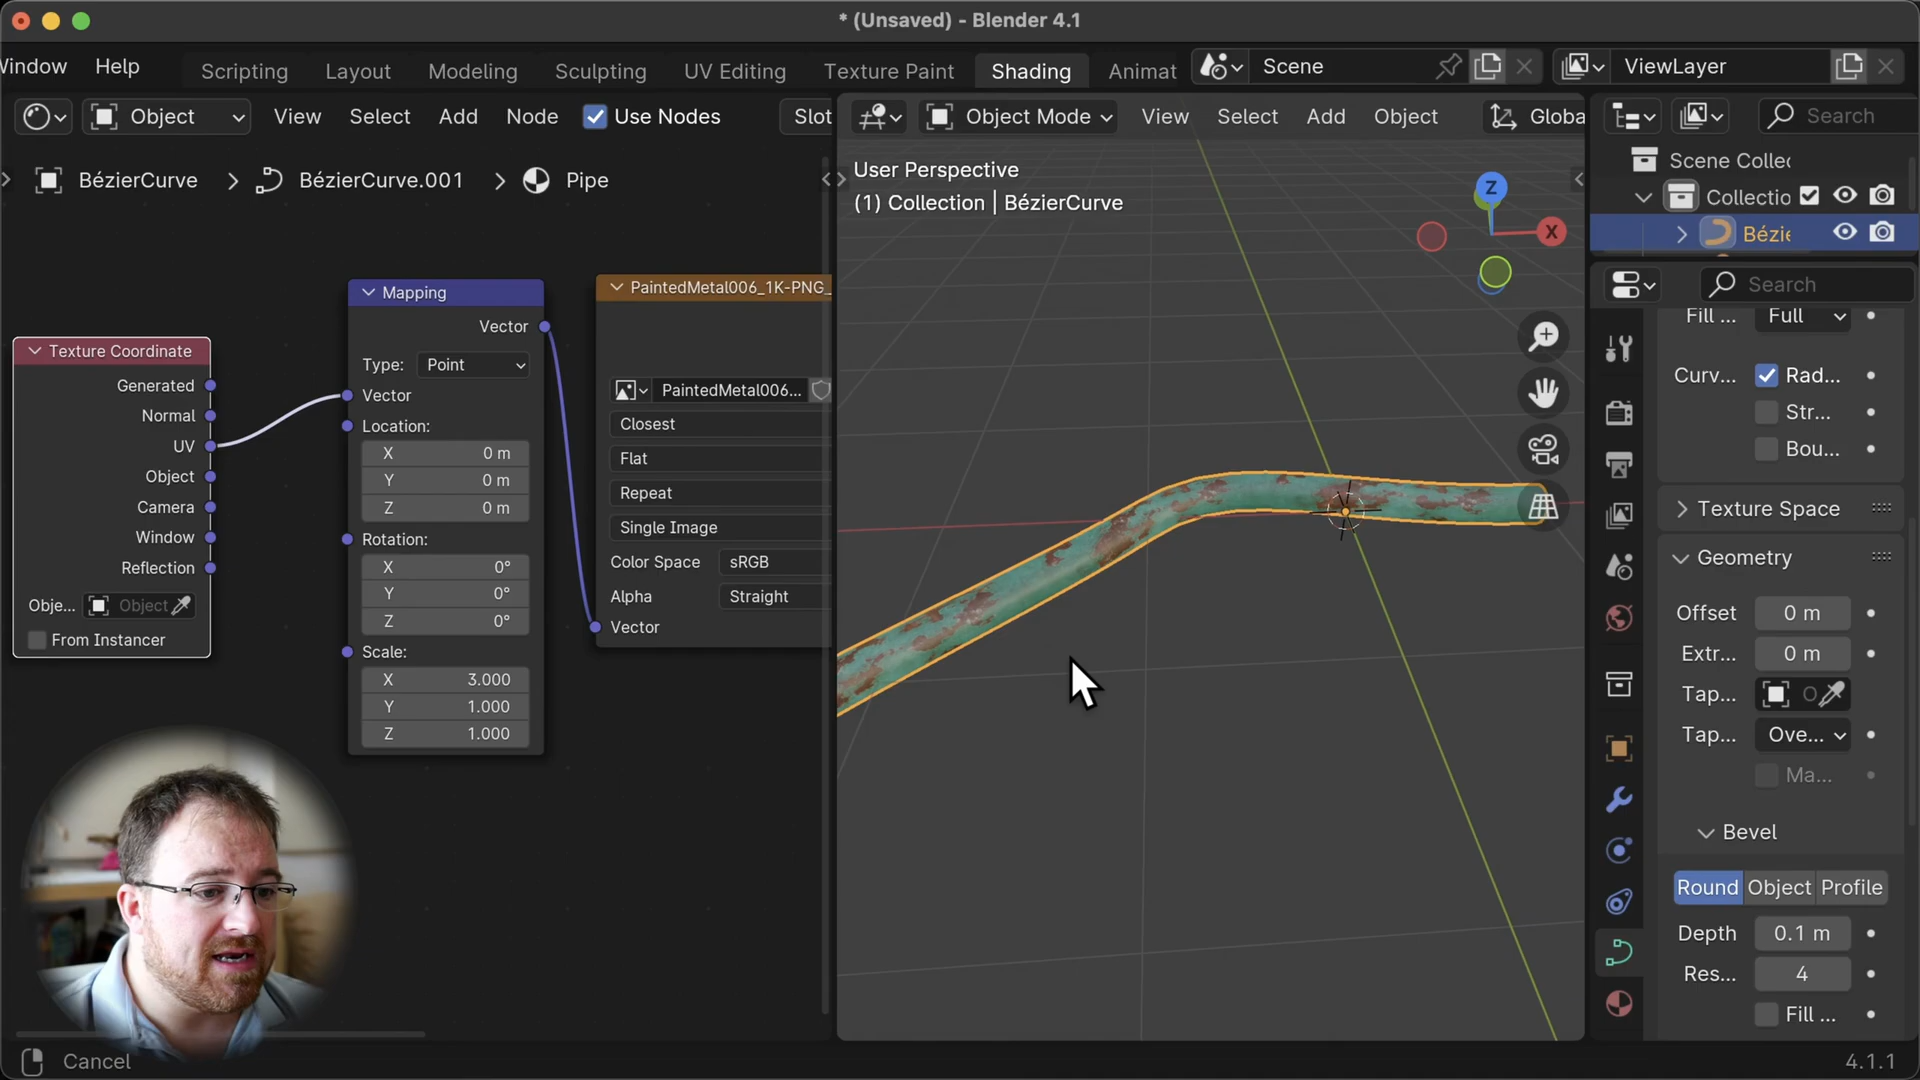 * (Unsaved) - Blender 4.1
Window Help Scripting Layout Modeling Sculpting UV Editing Texture Paint Shading Animat Scene ViewLayer
Object View Select Add Node Use Nodes Slot
Object Mode View Select Add Object Globa
Search
BézierCurve > BézierCurve.001 > Pipe
User Perspective
(1) Collection | BézierCurve
Z
X
Scene Collec
Collectio
Bézie
Search
Texture Coordinate
Generated
Normal
UV
Object
Camera
Window
Reflection
Obje... Object
From Instancer
Mapping
Vector
Type: Point
Vector
Location:
X 0 m
Y 0 m
Z 0 m
Rotation:
X 0°
Y 0°
Z 0°
Scale:
X 3.000
Y 1.000
Z 1.000
PaintedMetal006_1K-PNG_
PaintedMetal006...
Closest
Flat
Repeat
Single Image
Color Space sRGB
Alpha Straight
Vector
Fill ... Full
Curv... Rad...
Str...
Bou...
Texture Space
Geometry
Offset 0 m
Extr... 0 m
Tap... O
Tap... Ove...
Ma...
Bevel
Round Object Profile
Depth 0.1 m
Res... 4
Fill ...
Cancel
4.1.1